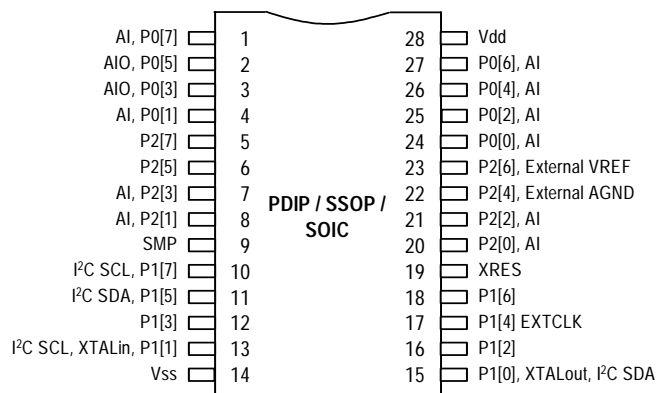 AI, P0[7] 1 28 Vdd
AIO, P0[5] 2 27 P0[6], AI
AIO, P0[3] 3 26 P0[4], AI
AI, P0[1] 4 25 P0[2], AI
P2[7] 5 24 P0[0], AI
P2[5] 6 23 P2[6], External VREF
AI, P2[3] 7 22 P2[4], External AGND
PDIP / SSOP /
SOIC
AI, P2[1] 8 21 P2[2], AI
SMP 9 20 P2[0], AI
I²C SCL, P1[7] 10 19 XRES
I²C SDA, P1[5] 11 18 P1[6]
P1[3] 12 17 P1[4] EXTCLK
I²C SCL, XTALin, P1[1] 13 16 P1[2]
Vss 14 15 P1[0], XTALout, I²C SDA